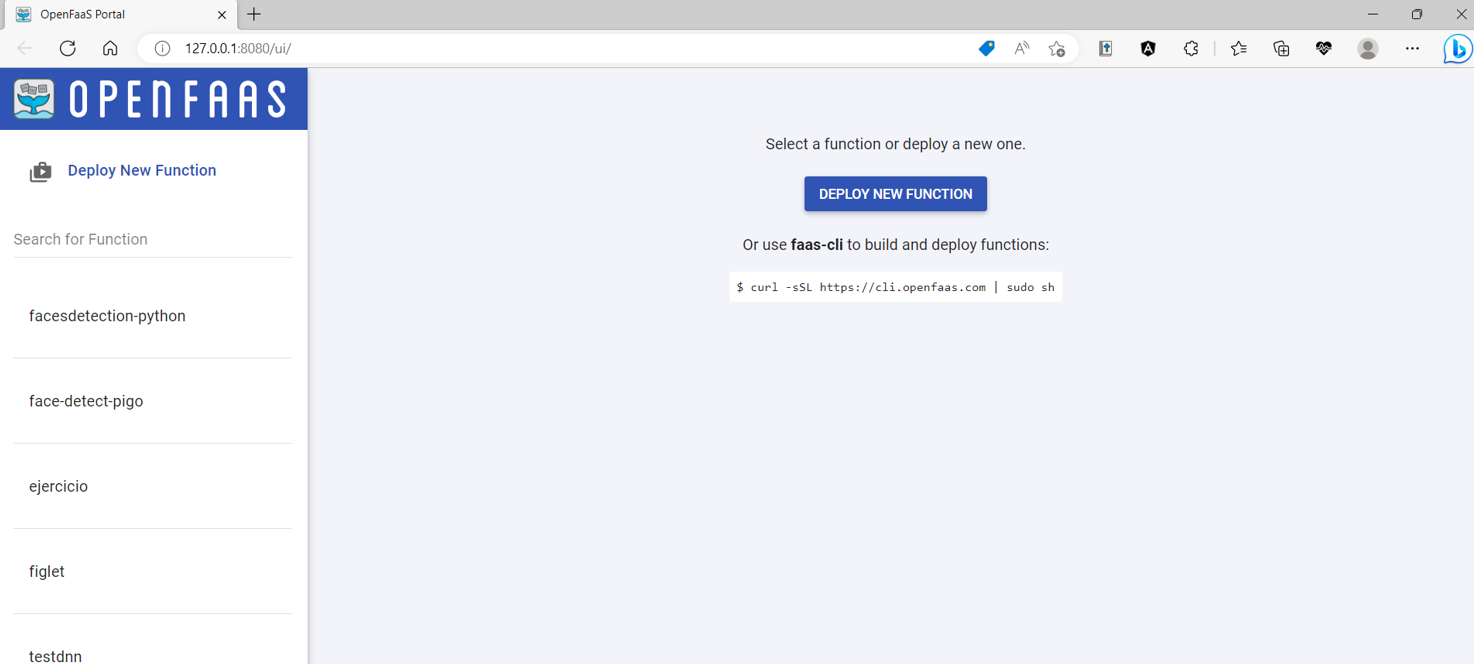 OpenFaaS Portal
127.0.0.1:8080/ui/
OPENFAAS
Deploy New Function
Search for Function
facesdetection-python
face-detect-pigo
ejercicio
figlet
testdnn
Select a function or deploy a new one.
DEPLOY NEW FUNCTION
Or use faas-cli to build and deploy functions:
$ curl -sSL https://cli.openfaas.com | sudo sh